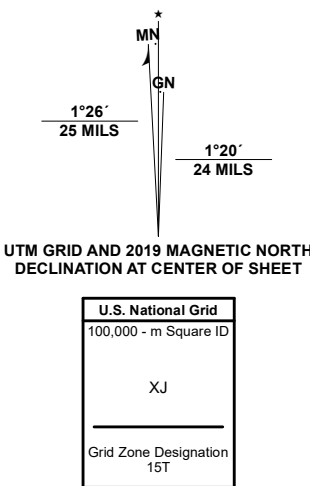 ★
MN
GN
1°26´
25 MILS
1°20´
24 MILS
UTM GRID AND 2019 MAGNETIC NORTH
DECLINATION AT CENTER OF SHEET
U.S. National Grid
100,000 - m Square ID
XJ
Grid Zone Designation
15T